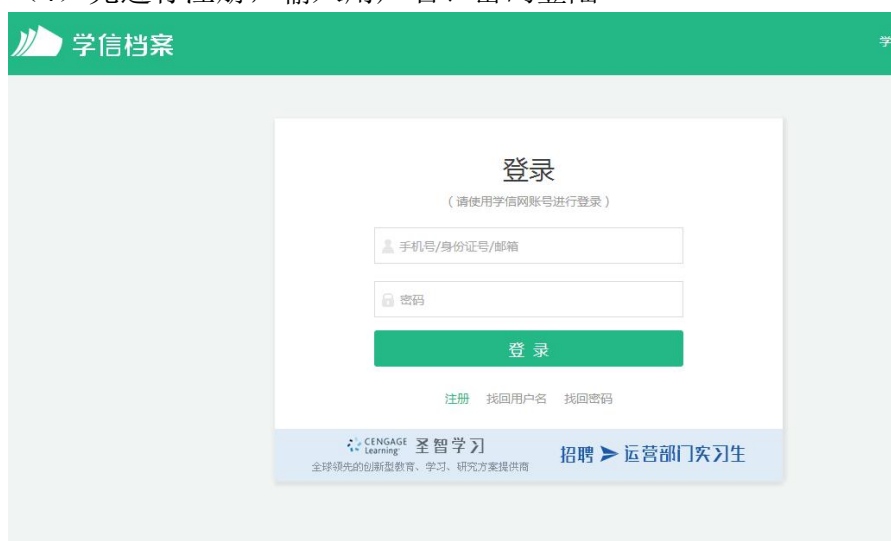 学信档案
学
登录
（请使用学信网账号进行登录）
手机号/身份证号/邮箱
密码
登 录
注册 找回用户名 找回密码
CENGAGE Learning 圣智学习
全球领先的创新型教育、学习、研究方案提供商
招聘 ➤ 运营部门实习生